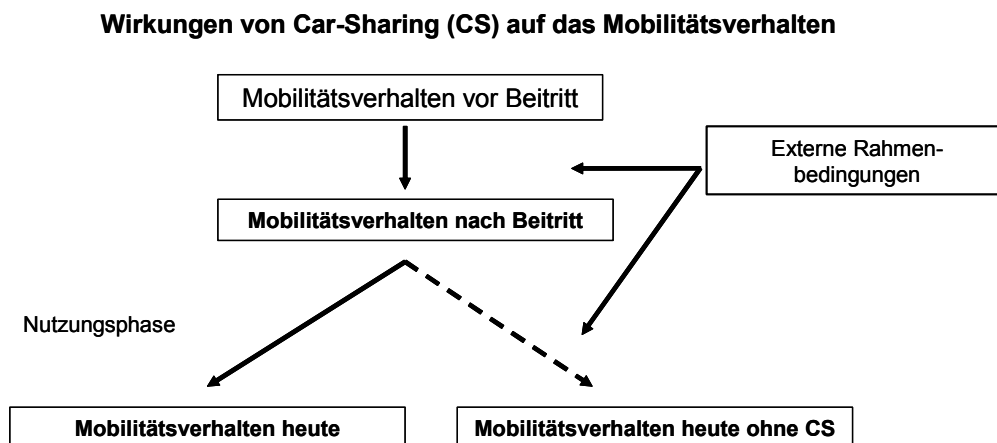 Wirkungen von Car-Sharing (CS) auf das Mobilitätsverhalten
Mobilitätsverhalten vor Beitritt
Externe Rahmen-
bedingungen
Mobilitätsverhalten nach Beitritt
Nutzungsphase
Mobilitätsverhalten heute
Mobilitätsverhalten heute ohne CS